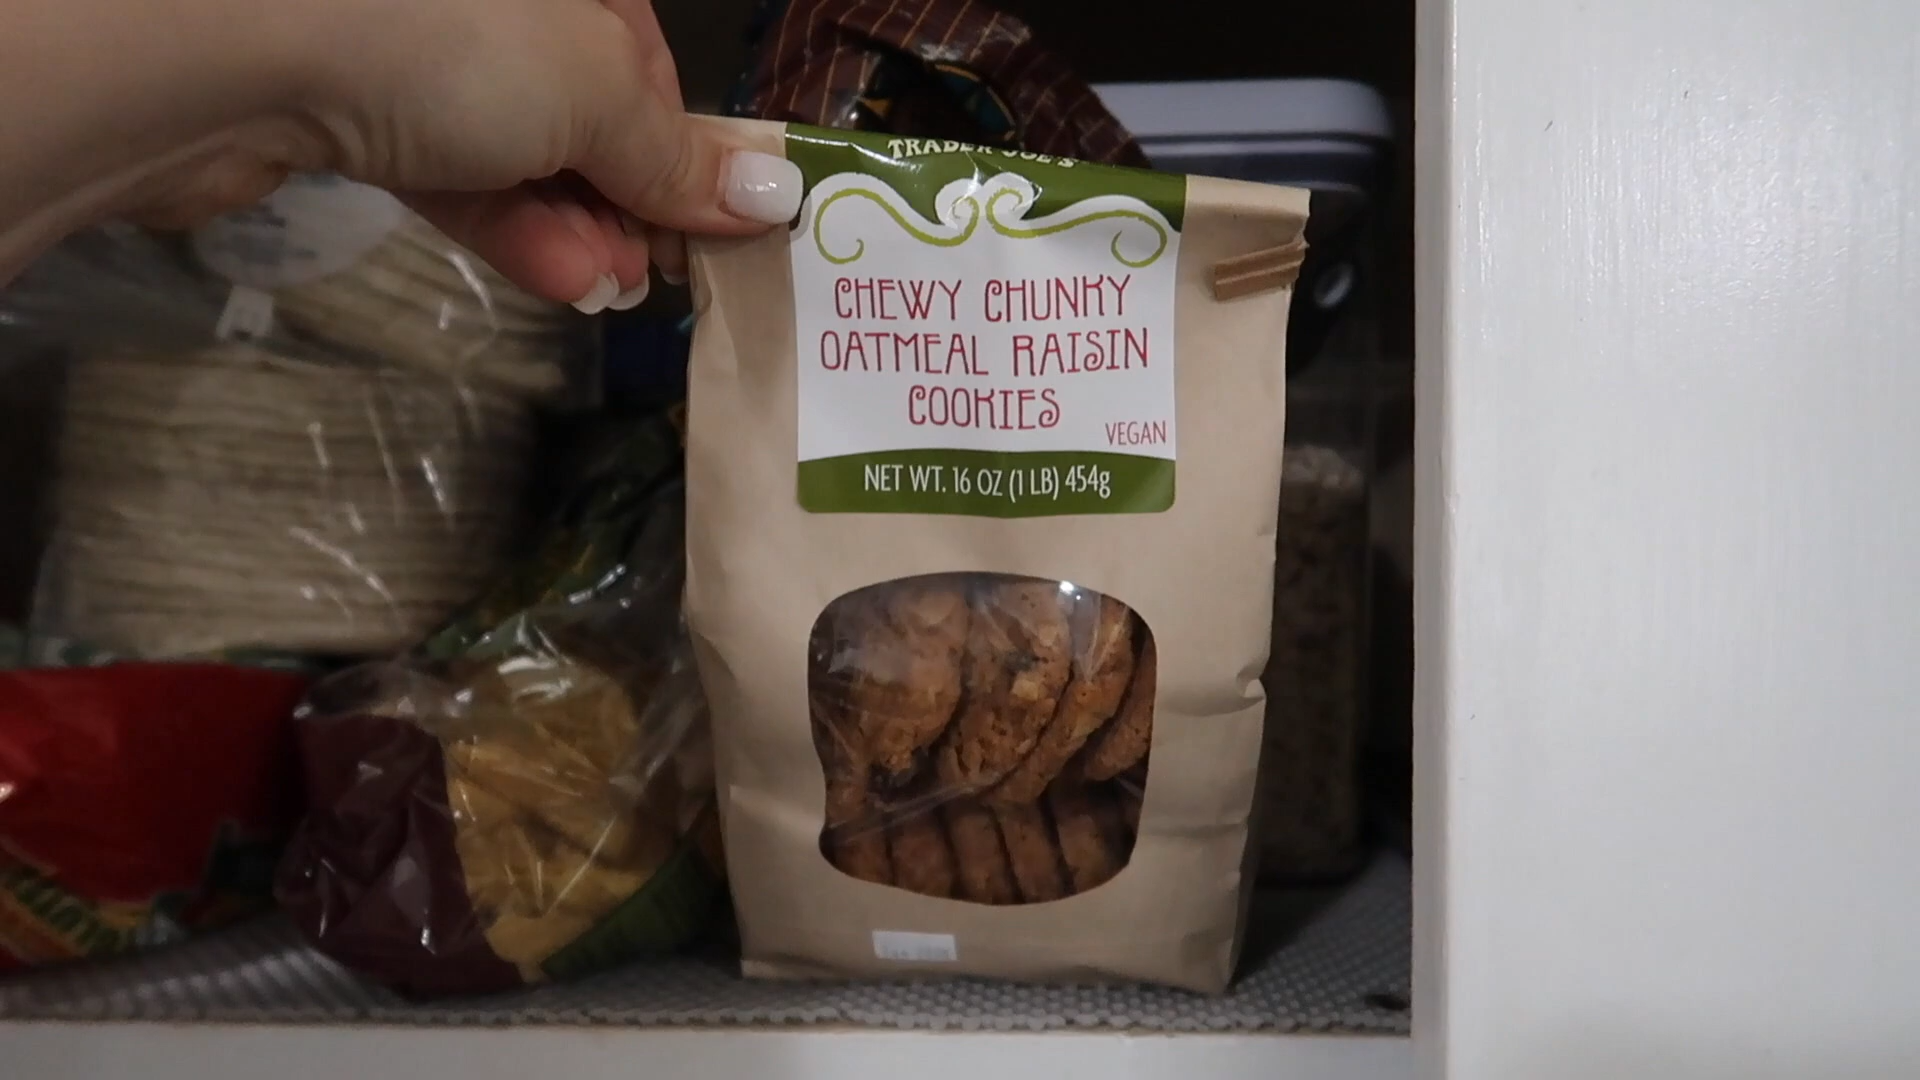 TRADER JOE'S
CHEWY CHUNKY
OATMEAL RAISIN
COOKIES
VEGAN
NET WT. 16 OZ (1 LB) 454g